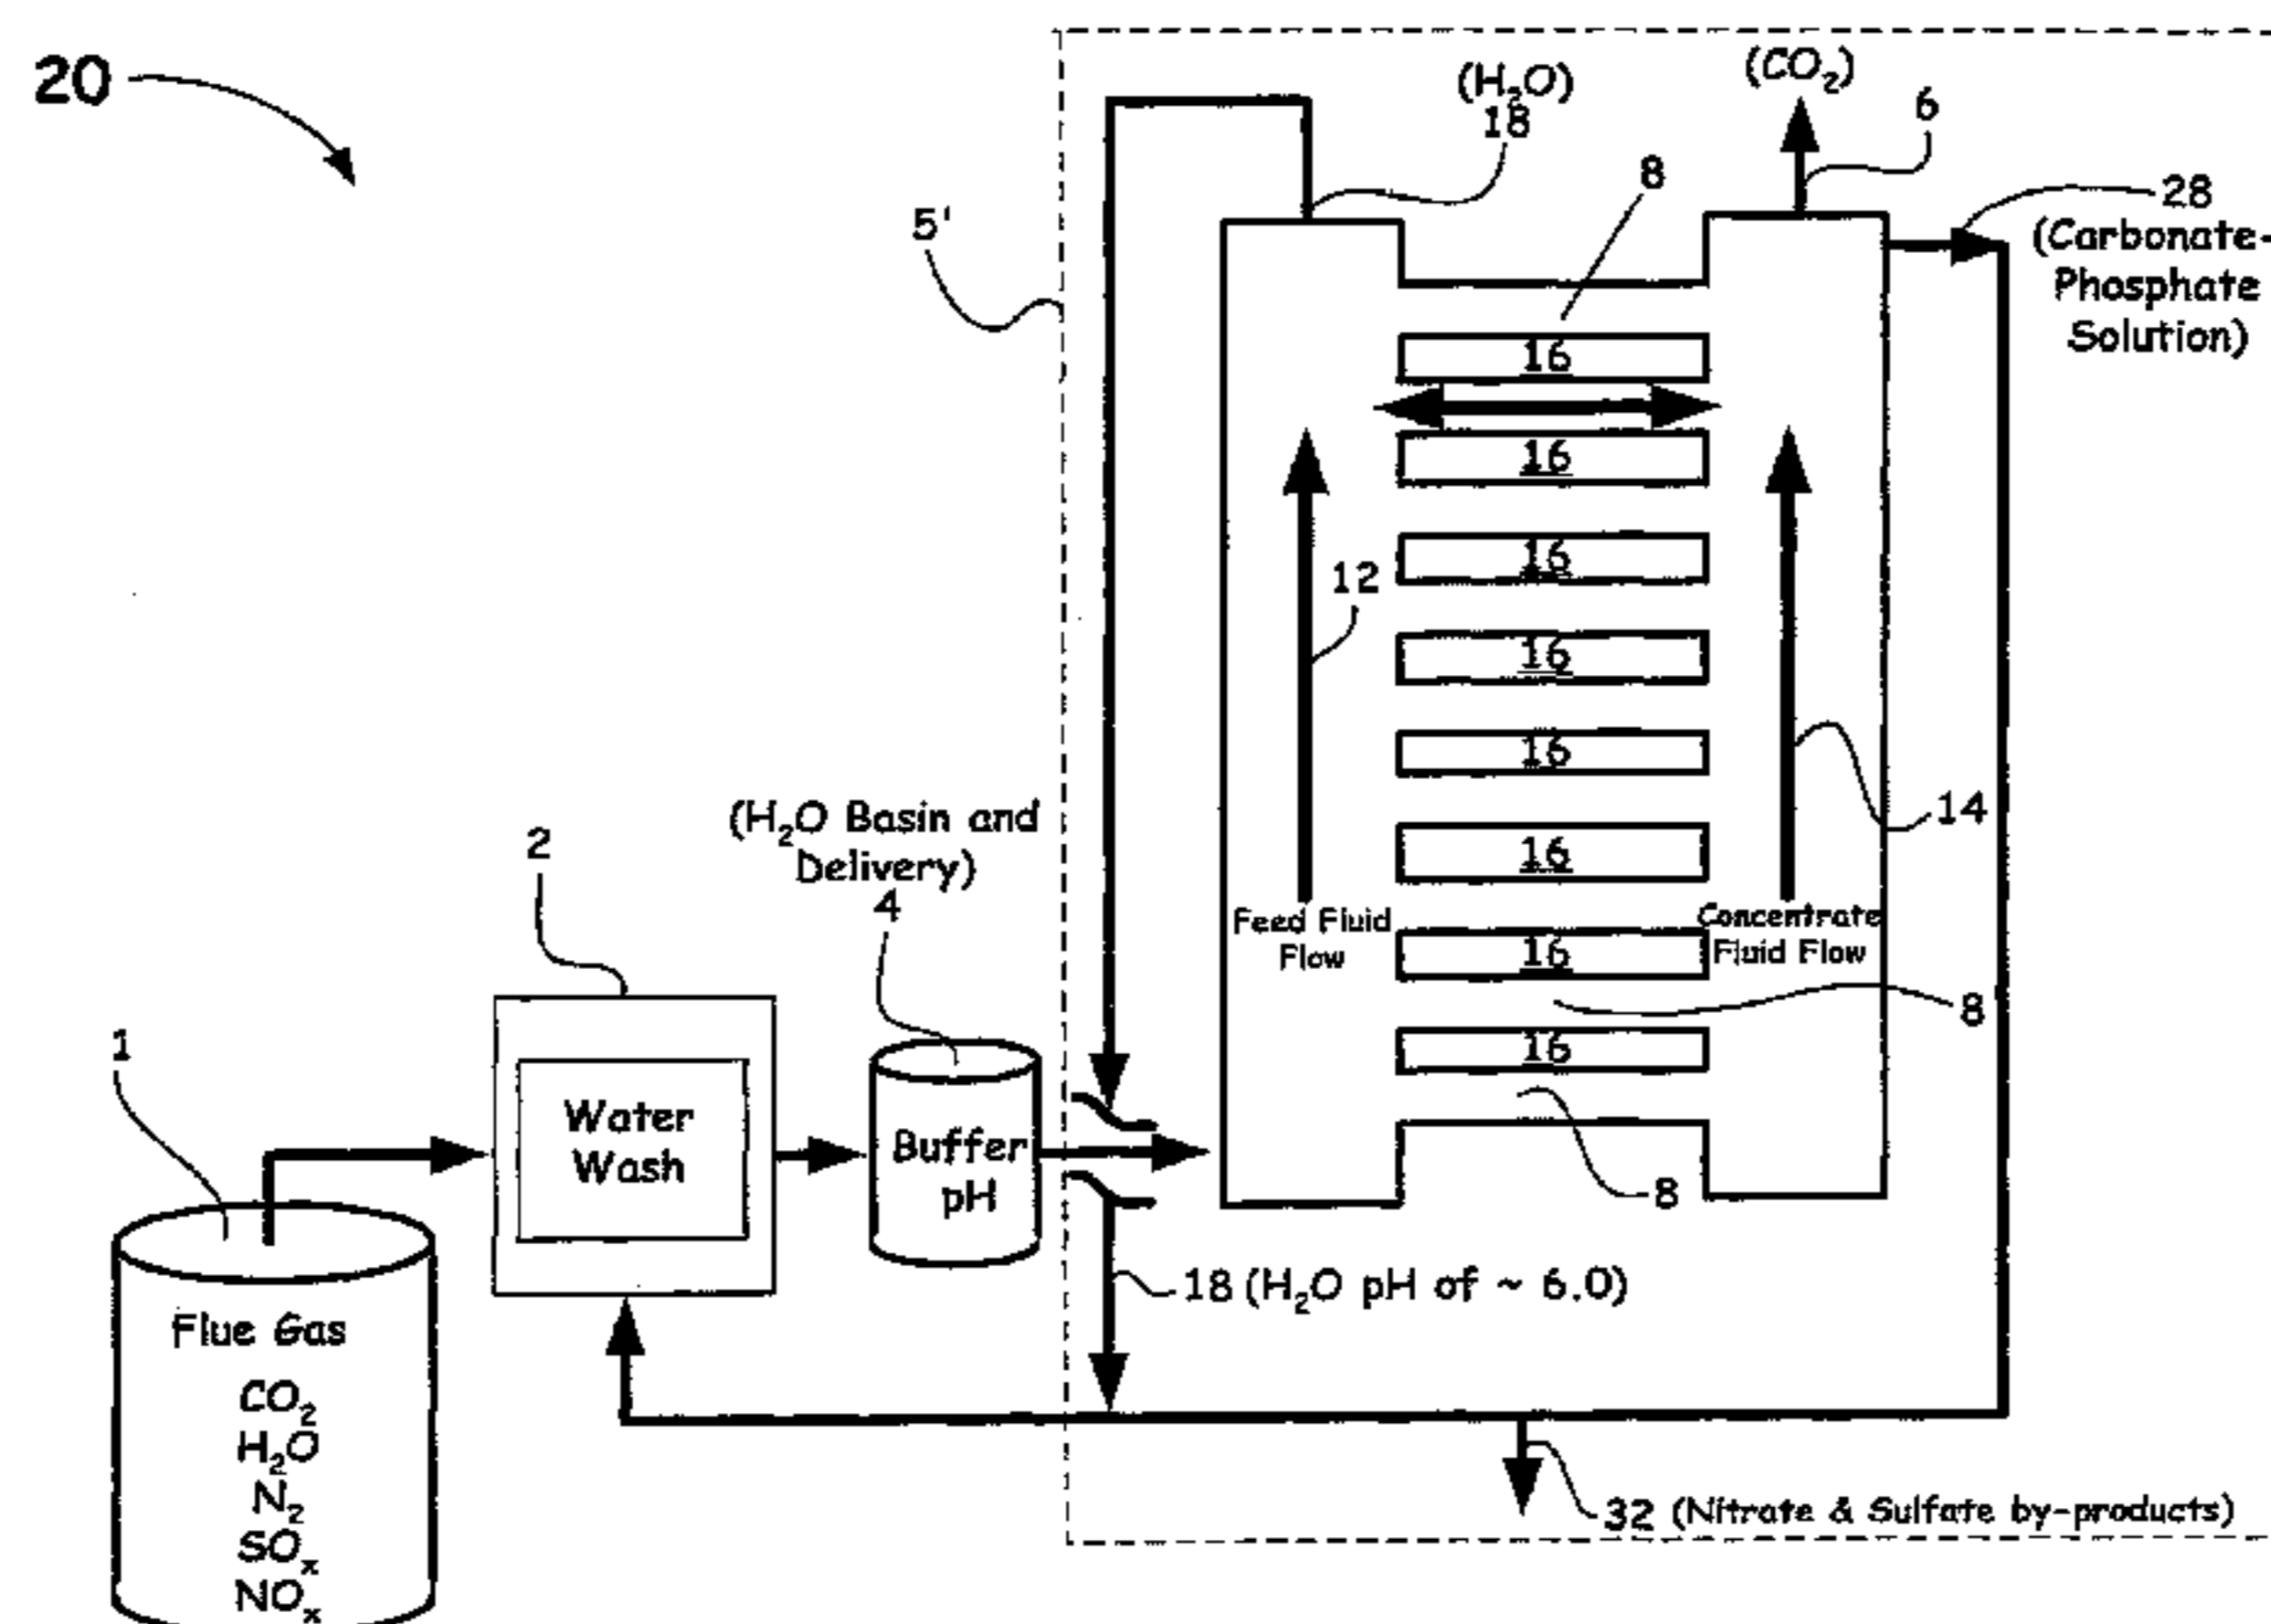 20
(H₂O)
18
(CO₂)
6
8
28
(Carbonate-
Phosphate
Solution)
5'
16
16
16
12
16
16
14
(H₂O Basin and
Delivery)
4
2
16
Feed Fluid
Flow
Concentrate
Fluid Flow
16
8
16
1
Water
Wash
Buffer
pH
8
18 (H₂O pH of ~ 6.0)
Flue Gas
CO₂
H₂O
N₂
SOₓ
NOₓ
32 (Nitrate & Sulfate by-products)